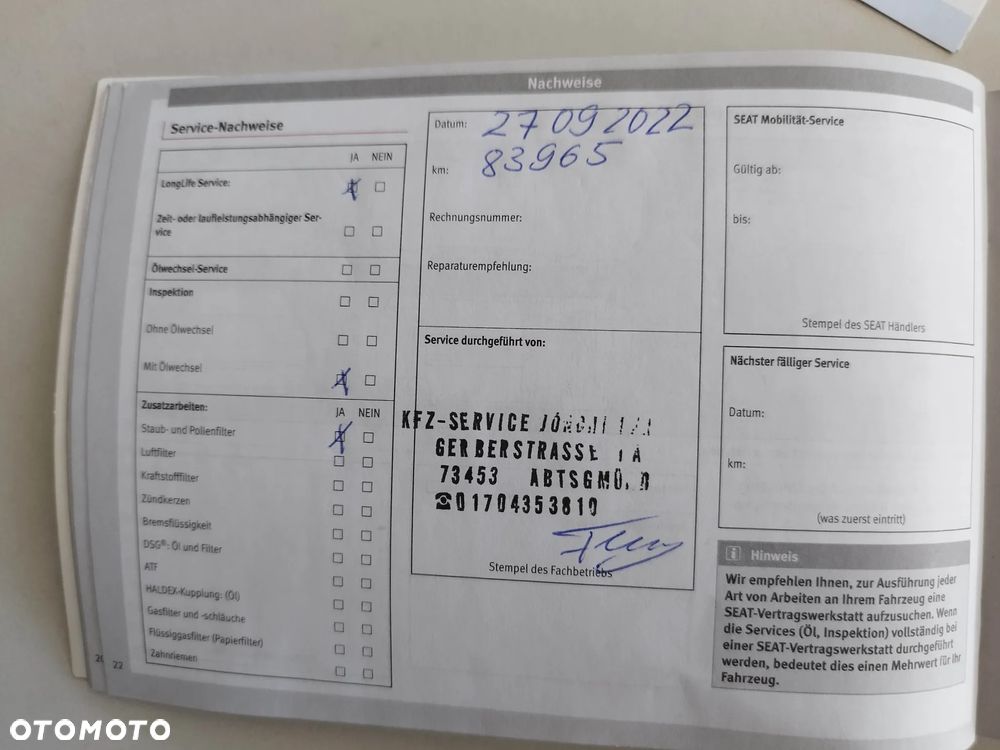 Nachweise
Service-Nachweise
JA NEIN
LongLife Service:
Zeit- oder laufleistungsabhängiger Ser-
vice
Ölwechsel-Service
Inspektion
Ohne Ölwechsel
Mit Ölwechsel
Zusatzarbeiten: JA NEIN
Staub- und Pollenfilter
Luftfilter
Kraftstofffilter
Zündkerzen
Bremsflüssigkeit
DSG®: Öl und Filter
ATF
HALDEX-Kupplung: (Öl)
Gasfilter und -schläuche
Flüssiggasfilter (Papierfilter)
Zahnriemen
22
Datum: 27 09 2022
km: 83965
Rechnungsnummer:
Reparaturempfehlung:
Service durchgeführt von:
KFZ-SERVICE
GERBERSTRASSE 1A
73453
☎01704353810
Stempel des Fachbetriebs
SEAT Mobilität-Service
Gültig ab:
bis:
Stempel des SEAT Händlers
Nächster fälliger Service
Datum:
km:
(was zuerst eintritt)
i Hinweis
Wir empfehlen Ihnen, zur Ausführung jeder
Art von Arbeiten an Ihrem Fahrzeug eine
SEAT-Vertragswerkstatt aufzusuchen. Wenn
die Services (Öl, Inspektion) vollständig bei
einer SEAT-Vertragswerkstatt durchgeführt
werden, bedeutet dies einen Mehrwert für Ihr
Fahrzeug.
OTOMOTO